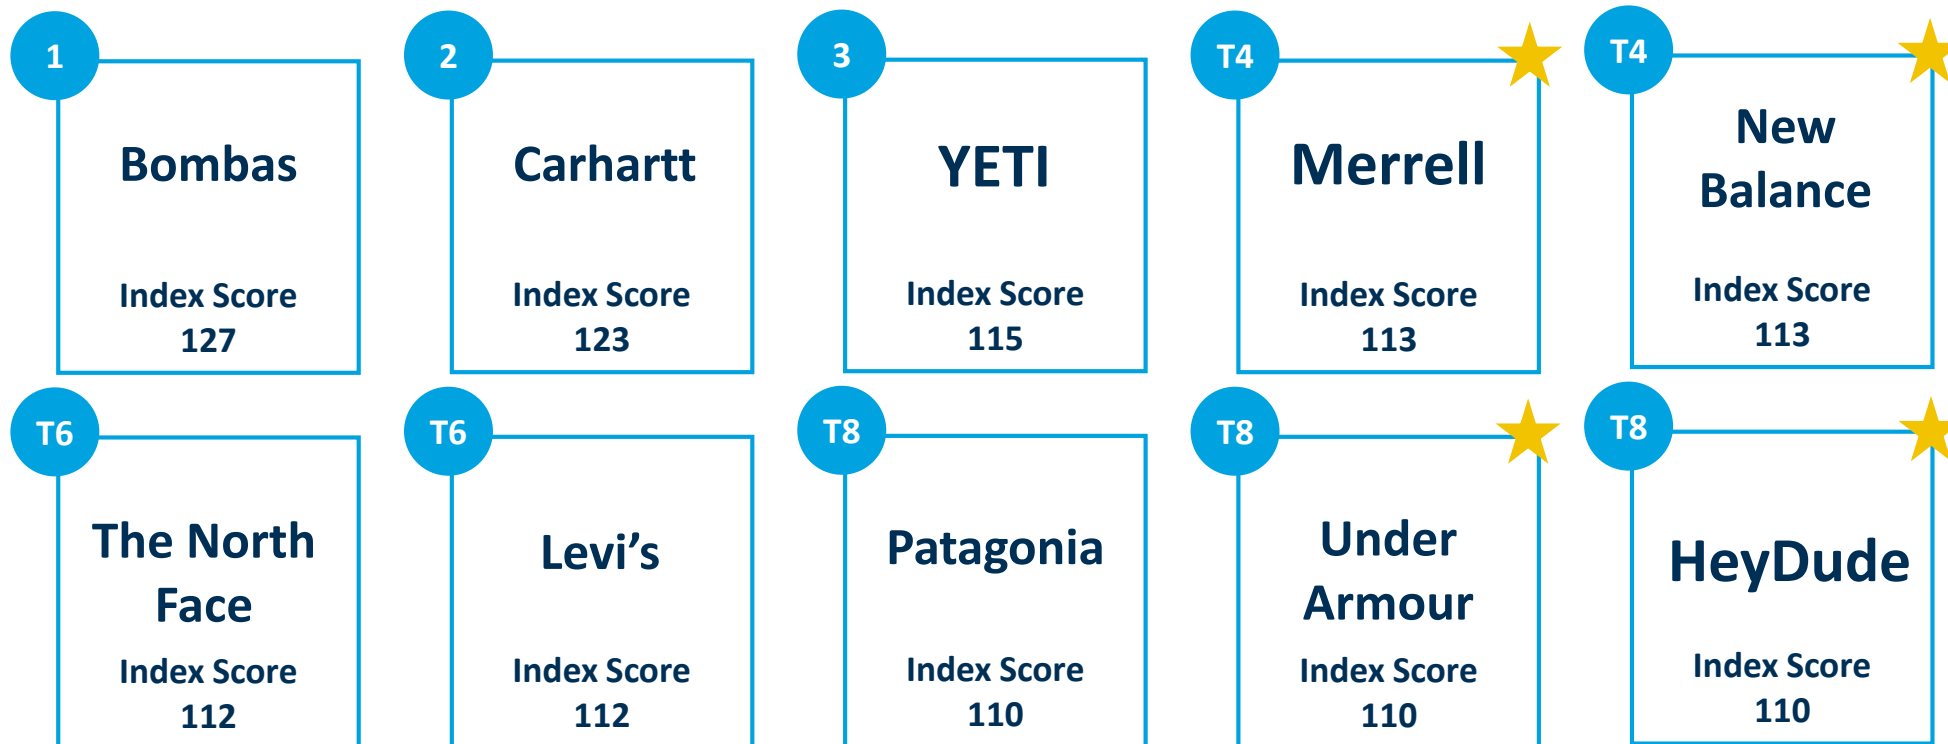 1
Bombas
Index Score
127
2
Carhartt
Index Score
123
3
YETI
Index Score
115
T4
Merrell
Index Score
113
T4
New
Balance
Index Score
113
T6
The North
Face
Index Score
112
T6
Levi’s
Index Score
112
T8
Patagonia
Index Score
110
T8
Under
Armour
Index Score
110
T8
HeyDude
Index Score
110